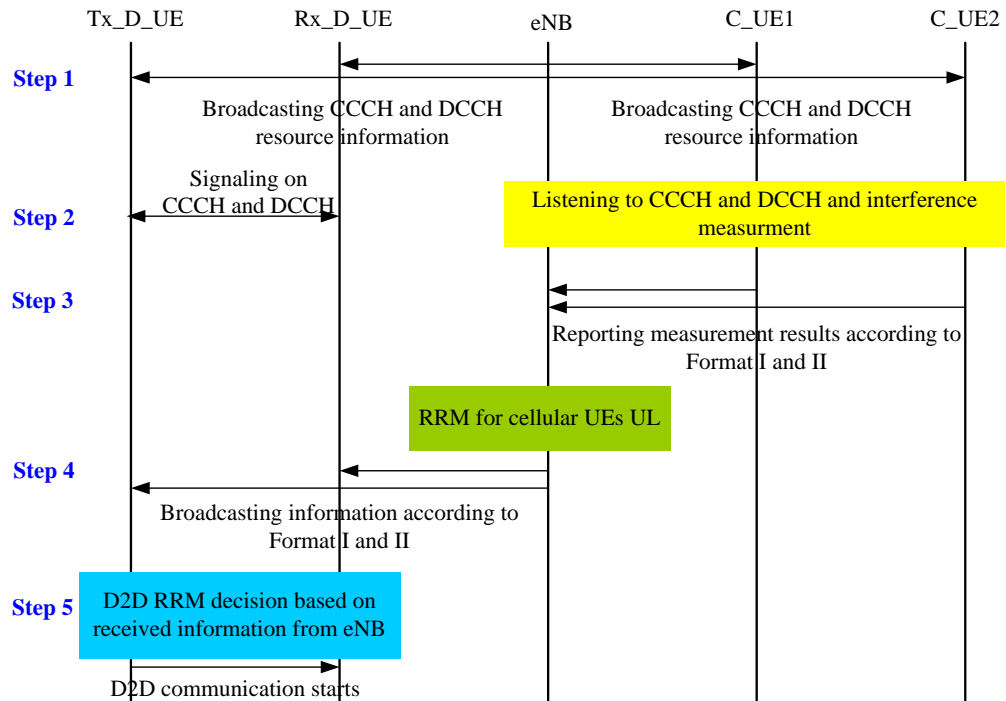 Tx_D_UE
Rx_D_UE
eNB
C_UE1
C_UE2
Step 1
Broadcasting CCCH and DCCH
resource information
Broadcasting CCCH and DCCH
resource information
Signaling on
CCCH and DCCH
Step 2
Listening to CCCH and DCCH and interference
measurment
Step 3
Reporting measurement results according to
Format I and II
RRM for cellular UEs UL
Step 4
Broadcasting information according to
Format I and II
Step 5
D2D RRM decision based on
received information from eNB
D2D communication starts